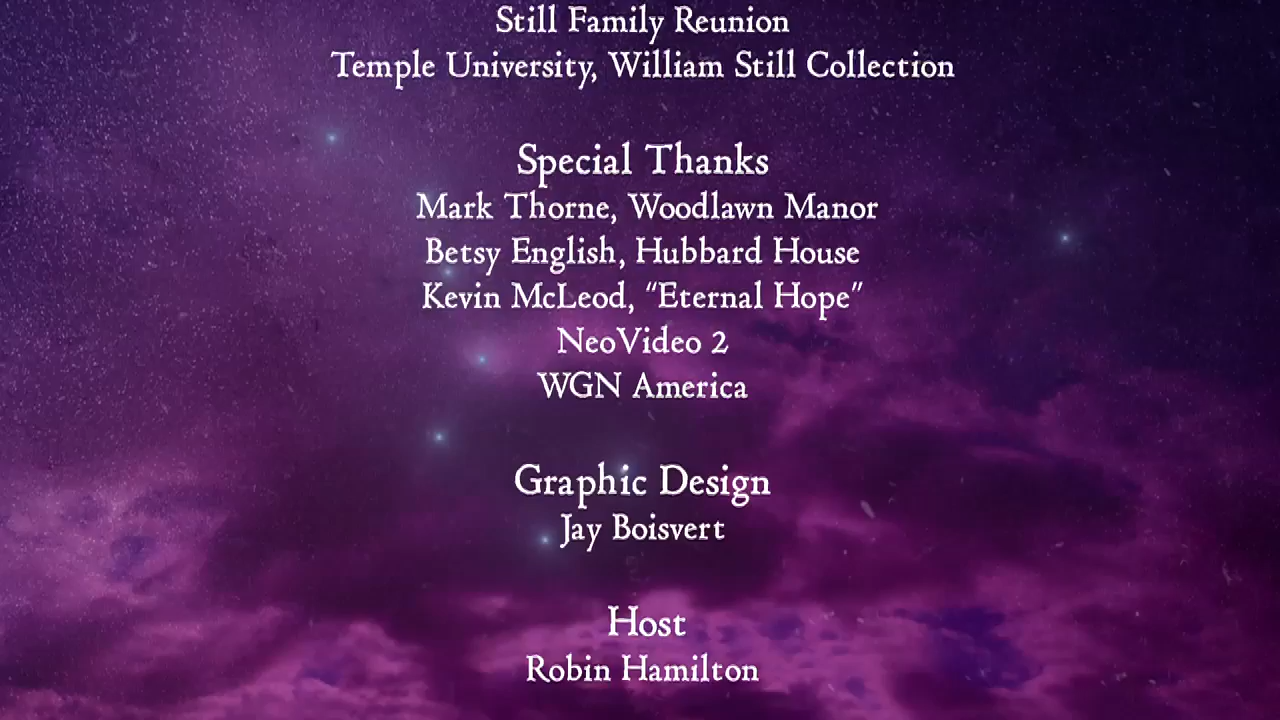 Still Family Reunion
Temple University, William Still Collection
Special Thanks
Mark Thorne, Woodlawn Manor
Betsy English, Hubbard House
Kevin McLeod, “Eternal Hope”
NeoVideo 2
WGN America
Graphic Design
Jay Boisvert
Host
Robin Hamilton